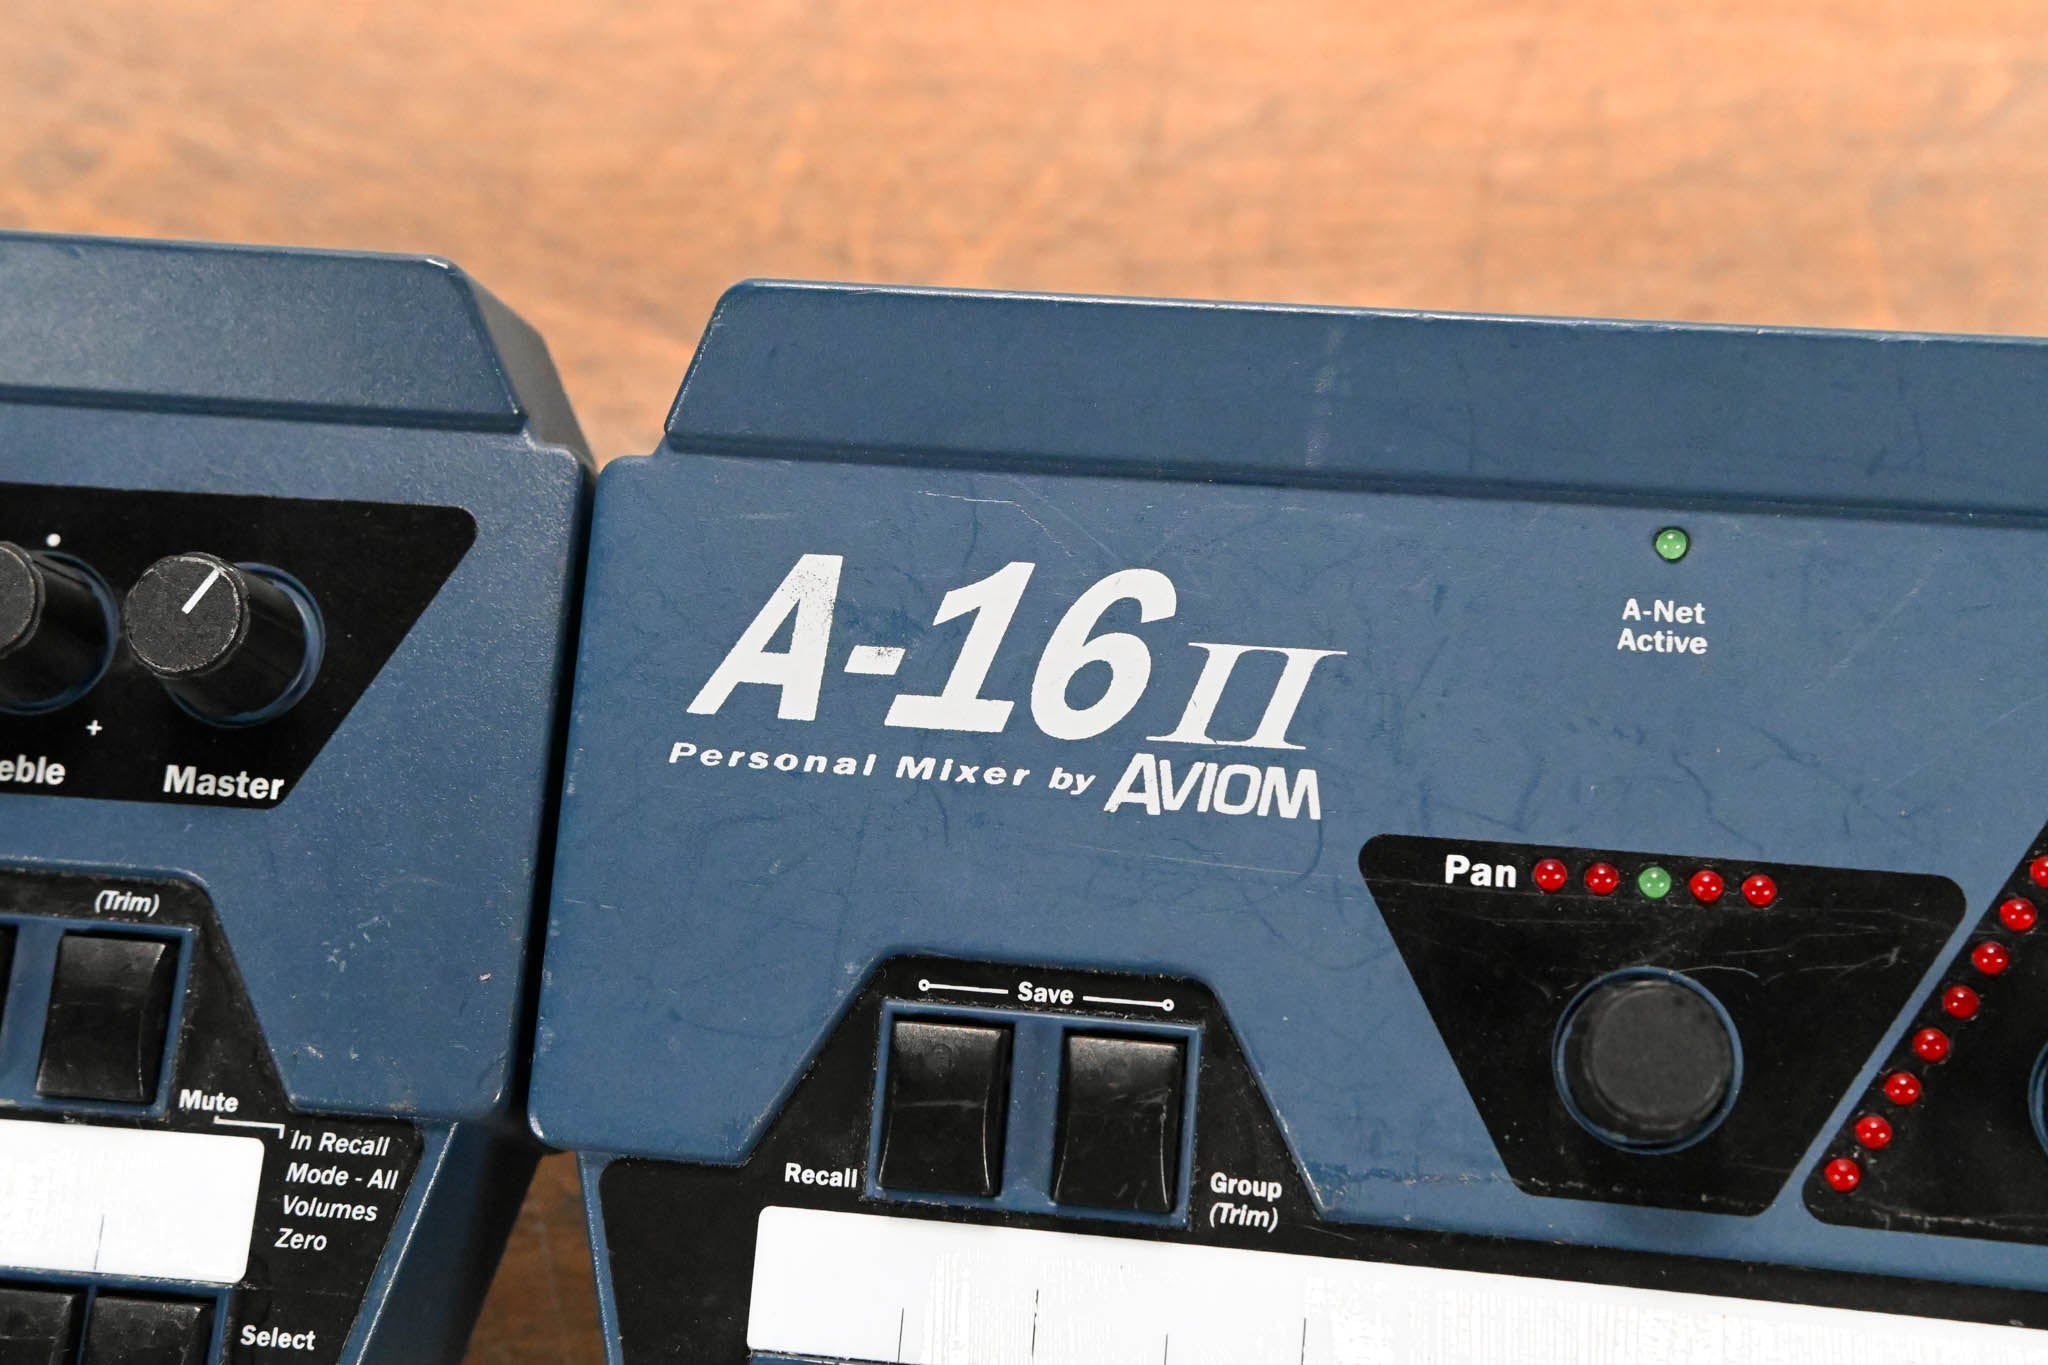 eble
Master
(Trim)
Mute
In Recall
Mode - All
Volumes
Zero
Select
A-16 II
Personal Mixer by AVIOM
A-Net
Active
Pan
Save
Recall
Group
(Trim)
+